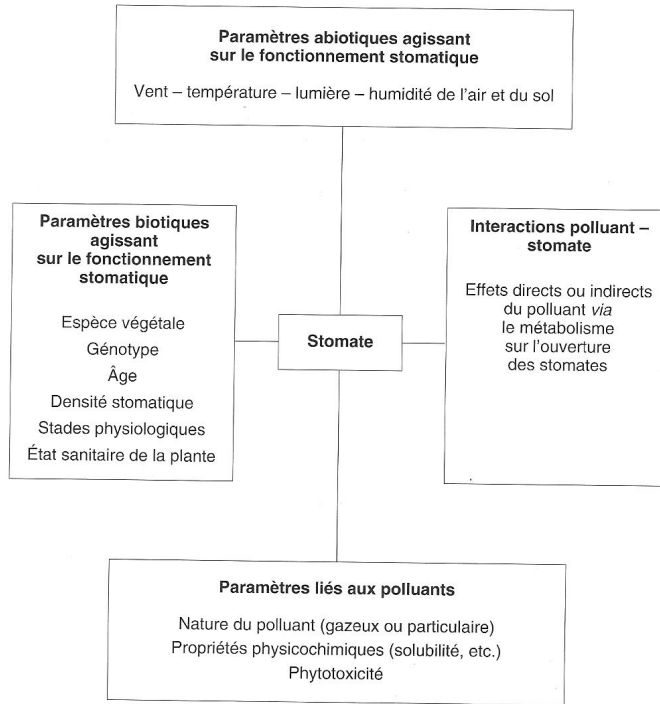 Paramètres abiotiques agissant
sur le fonctionnement stomatique
Vent – température – lumière – humidité de l'air et du sol
Paramètres biotiques
agissant
sur le fonctionnement
stomatique
Espèce végétale
Génotype
Âge
Densité stomatique
Stades physiologiques
État sanitaire de la plante
Stomate
Interactions polluant –
stomate
Effets directs ou indirects
du polluant via
le métabolisme
sur l'ouverture
des stomates
Paramètres liés aux polluants
Nature du polluant (gazeux ou particulaire)
Propriétés physicochimiques (solubilité, etc.)
Phytotoxicité